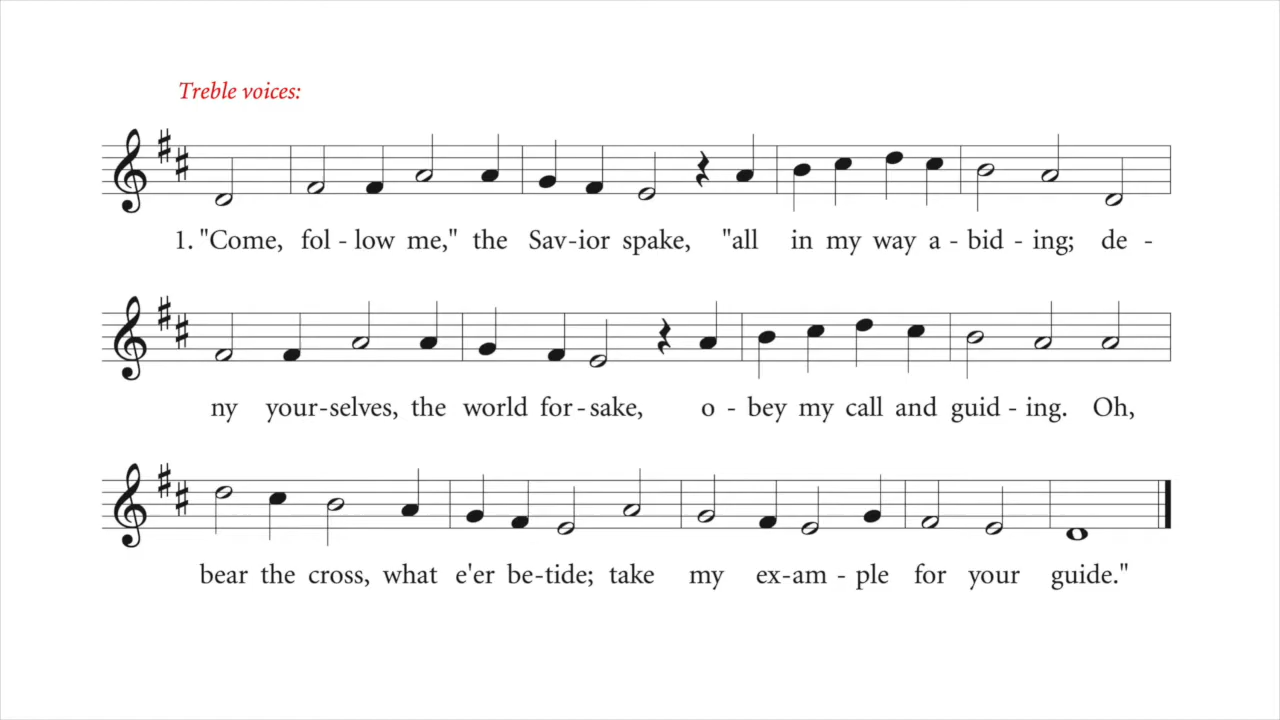 Treble voices:
1. "Come, fol - low me," the Sav-ior spake, "all in my way a - bid - ing; de -
ny your-selves, the world for-sake, o - bey my call and guid - ing. Oh,
bear the cross, what e'er be-tide; take my ex-am - ple for your guide."